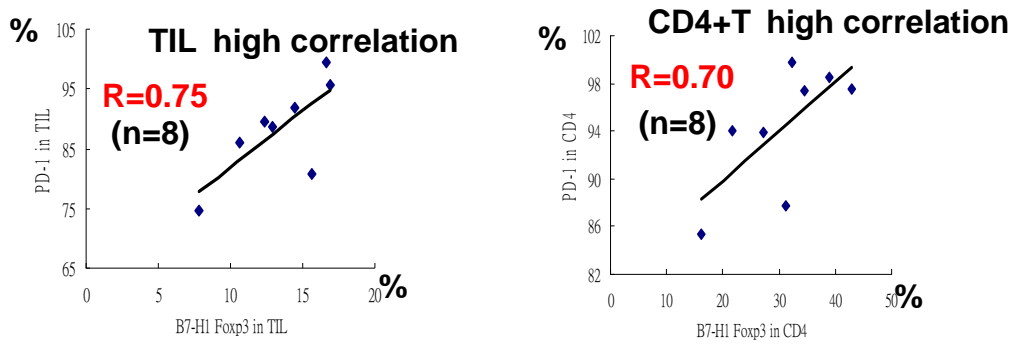 %
TIL high correlation
R=0.75
(n=8)
PD-1 in TIL
105
95
85
75
65
0
5
10
15
20
%
B7-H1 Foxp3 in TIL
%
CD4+T high correlation
R=0.70
(n=8)
PD-1 in CD4
102
98
94
90
86
82
0
10
20
30
40
50
%
B7-H1 Foxp3 in CD4